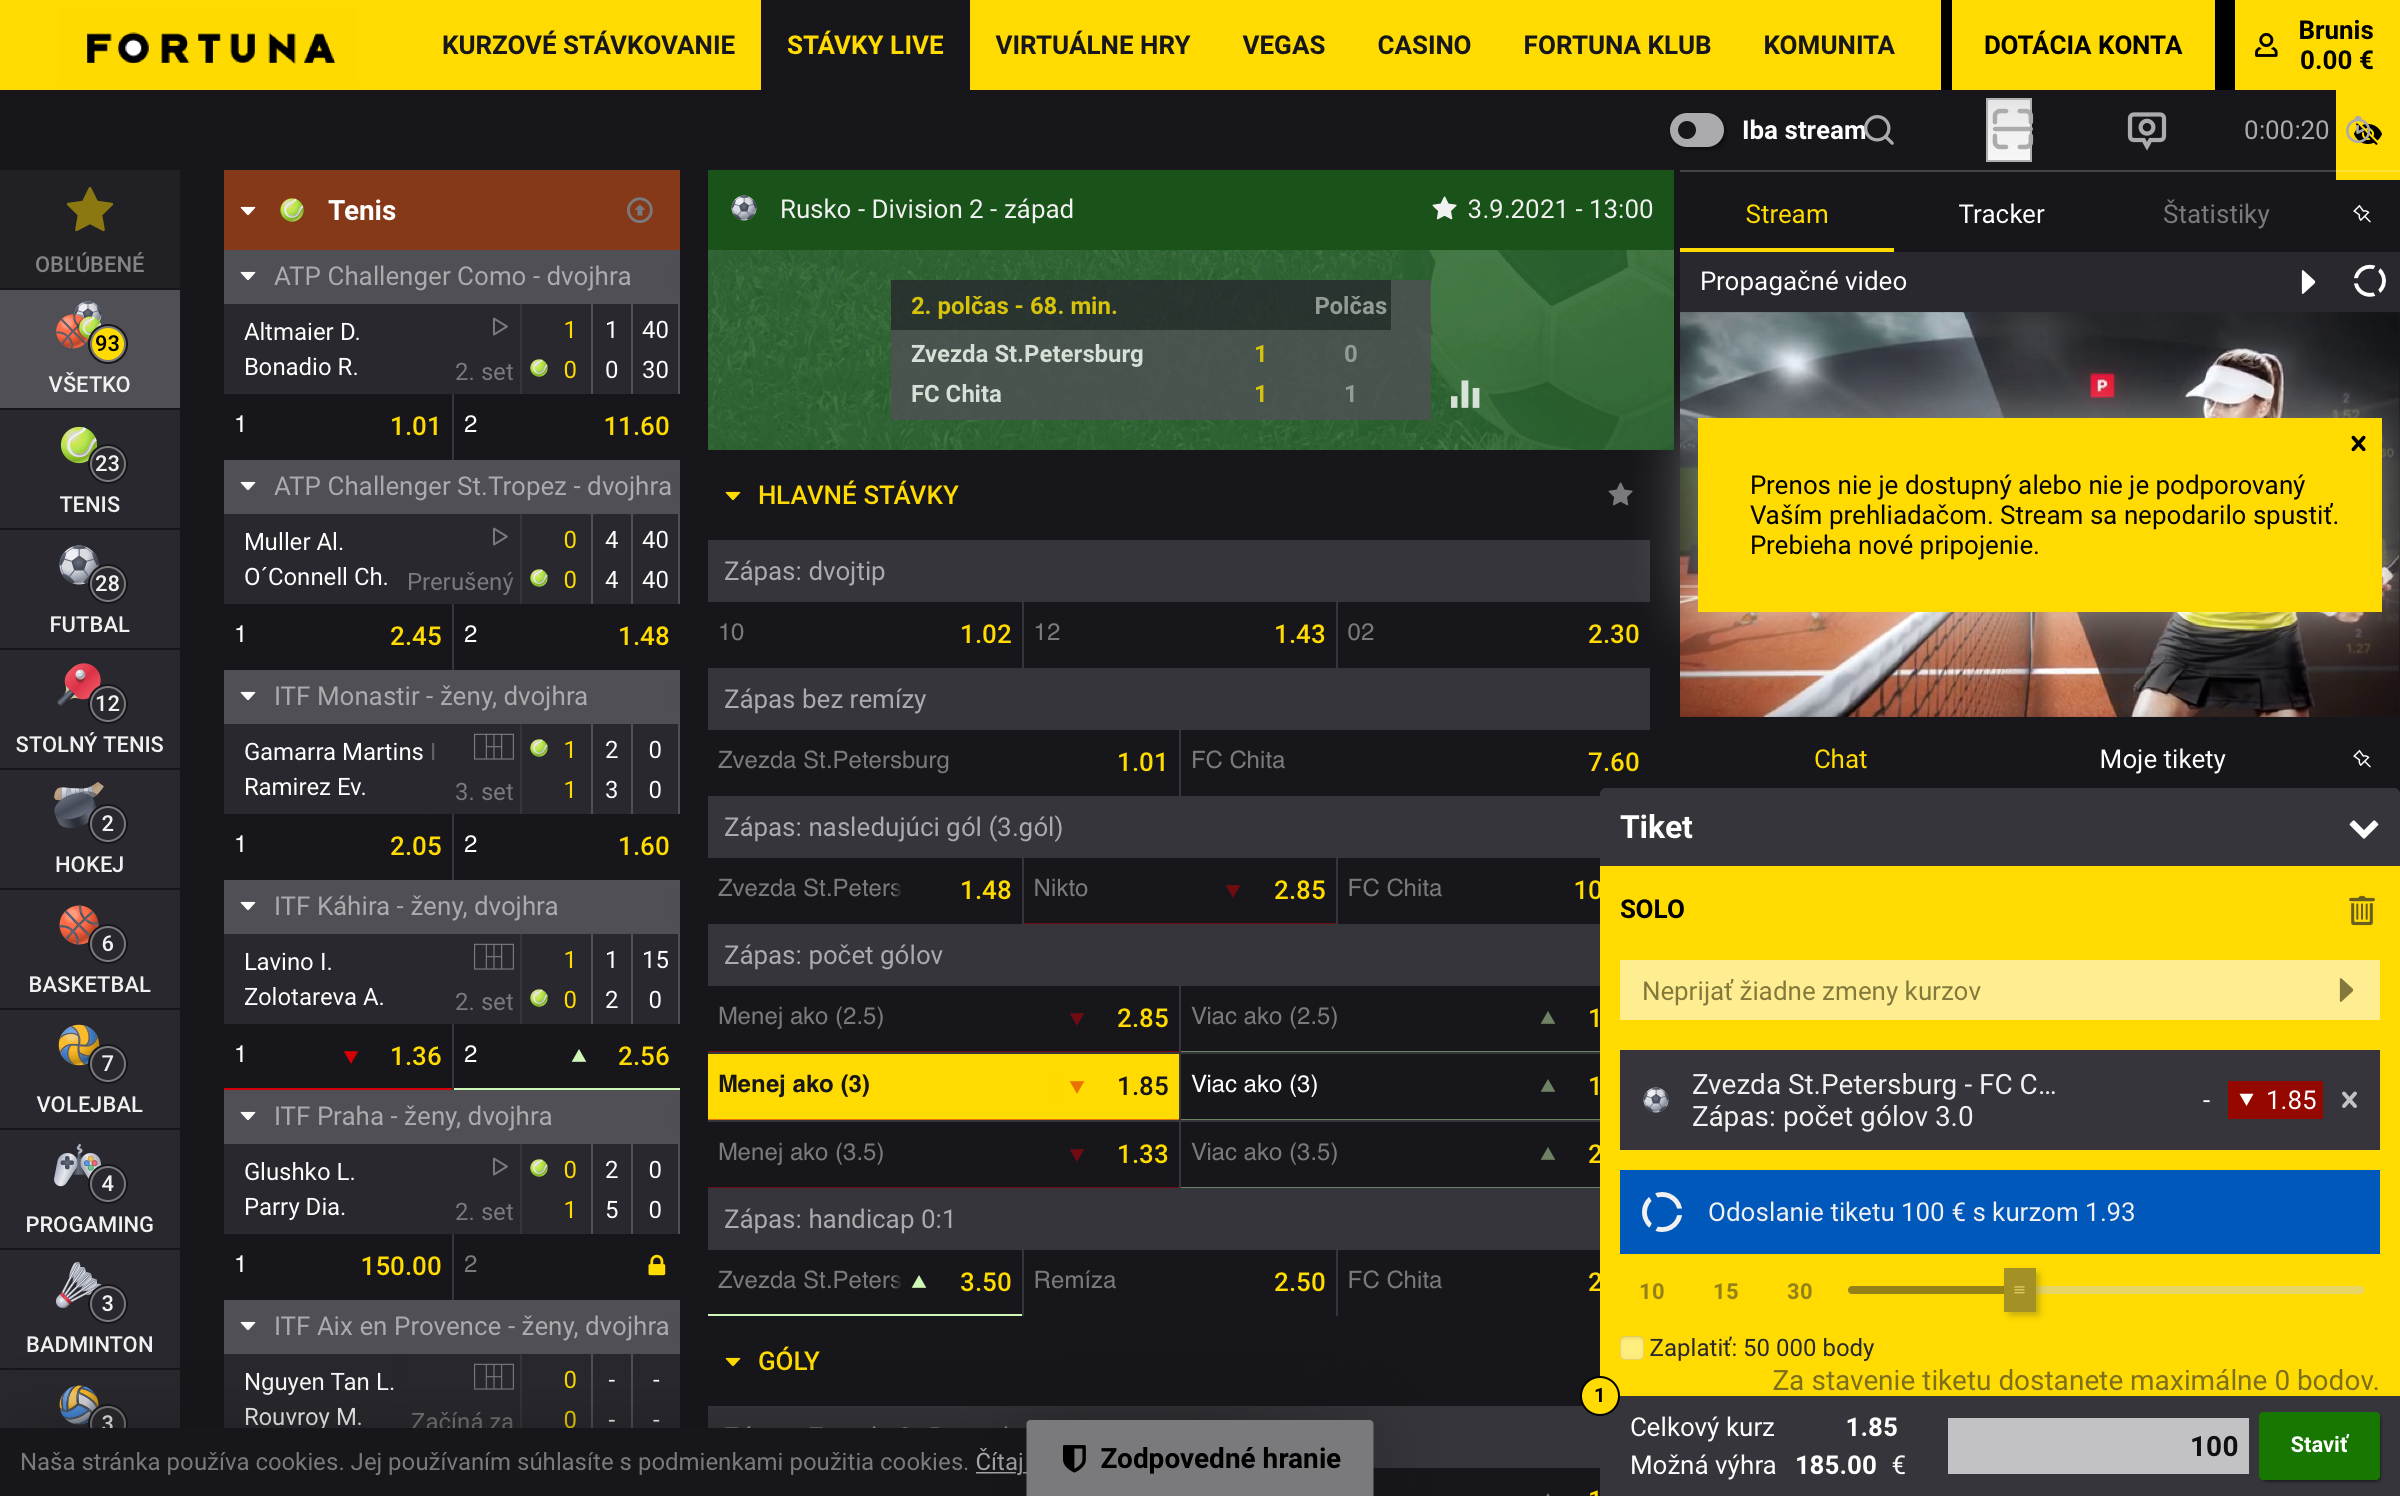 FORTUNA
KURZOVÉ STÁVKOVANIE
STÁVKY LIVE
VIRTUÁLNE HRY
VEGAS
CASINO
FORTUNA KLUB
KOMUNITA
DOTÁCIA KONTA
Brunis
0.00 €
Iba stream
0:00:20
OBĽÚBENÉ
93
VŠETKO
23
TENIS
28
FUTBAL
12
STOLNÝ TENIS
2
HOKEJ
6
BASKETBAL
7
VOLEJBAL
4
PROGAMING
3
BADMINTON
3
Tenis
ATP Challenger Como - dvojhra
Altmaier D. 1 1 40
Bonadio R. 2. set 0 0 30
1 1.01 2 11.60
ATP Challenger St.Tropez - dvojhra
Muller Al. 0 4 40
O´Connell Ch. Prerušený 0 4 40
1 2.45 2 1.48
ITF Monastir - ženy, dvojhra
Gamarra Martins 1 2 0
Ramirez Ev. 3. set 1 3 0
1 2.05 2 1.60
ITF Káhira - ženy, dvojhra
Lavino I. 1 1 15
Zolotareva A. 2. set 0 2 0
1 1.36 2 2.56
ITF Praha - ženy, dvojhra
Glushko L. 0 2 0
Parry Dia. 2. set 1 5 0
1 150.00 2
ITF Aix en Provence - ženy, dvojhra
Nguyen Tan L. 0 - -
Rouvroy M. Začíná za 0 - -
Rusko - Division 2 - západ 3.9.2021 - 13:00
2. polčas - 68. min. Polčas
Zvezda St.Petersburg 1 0
FC Chita 1 1
HLAVNÉ STÁVKY
Zápas: dvojtip
10 1.02 12 1.43 02 2.30
Zápas bez remízy
Zvezda St.Petersburg 1.01 FC Chita 7.60
Zápas: nasledujúci gól (3.gól)
Zvezda St.Peters 1.48 Nikto 2.85 FC Chita 10
Zápas: počet gólov
Menej ako (2.5) 2.85 Viac ako (2.5) 1
Menej ako (3) 1.85 Viac ako (3) 1
Menej ako (3.5) 1.33 Viac ako (3.5) 2
Zápas: handicap 0:1
Zvezda St.Peters 3.50 Remíza 2.50 FC Chita 2
GÓLY
Stream Tracker Štatistiky
Propagačné video
P
Prenos nie je dostupný alebo nie je podporovaný
Vaším prehliadačom. Stream sa nepodarilo spustiť.
Prebieha nové pripojenie.
2
1.27
Chat Moje tikety
Tiket
SOLO
Neprijať žiadne zmeny kurzov
Zvezda St.Petersburg - FC C...
Zápas: počet gólov 3.0
- 1.85
Odoslanie tiketu 100 € s kurzom 1.93
10 15 30
Zaplatiť: 50 000 body
Za stavenie tiketu dostanete maximálne 0 bodov.
1
Celkový kurz 1.85
Možná výhra 185.00 €
100
Staviť
Naša stránka používa cookies. Jej používaním súhlasíte s podmienkami použitia cookies. Čítaj
Zodpovedné hranie